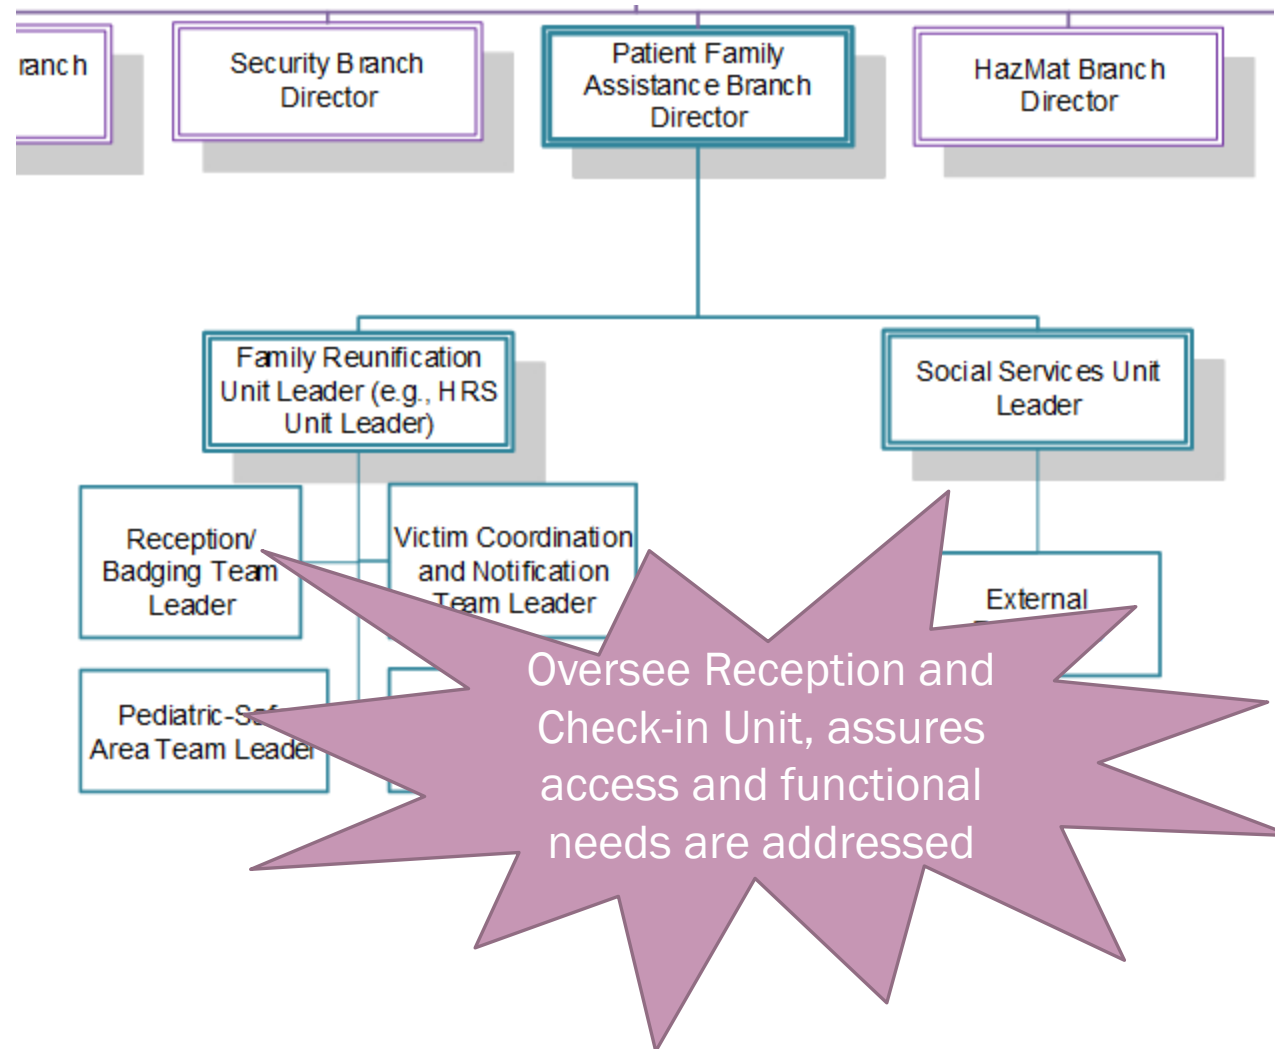 ranch
Security Branch
Director
Patient Family
Assistance Branch
Director
HazMat Branch
Director
Family Reunification
Unit Leader (e.g., HRS
Unit Leader)
Social Services Unit
Leader
Reception/
Badging Team
Leader
Victim Coordination
and Notification
Team Leader
External
Pediatric-Safe
Area Team Leader
Oversee Reception and
Check-in Unit, assures
access and functional
needs are addressed